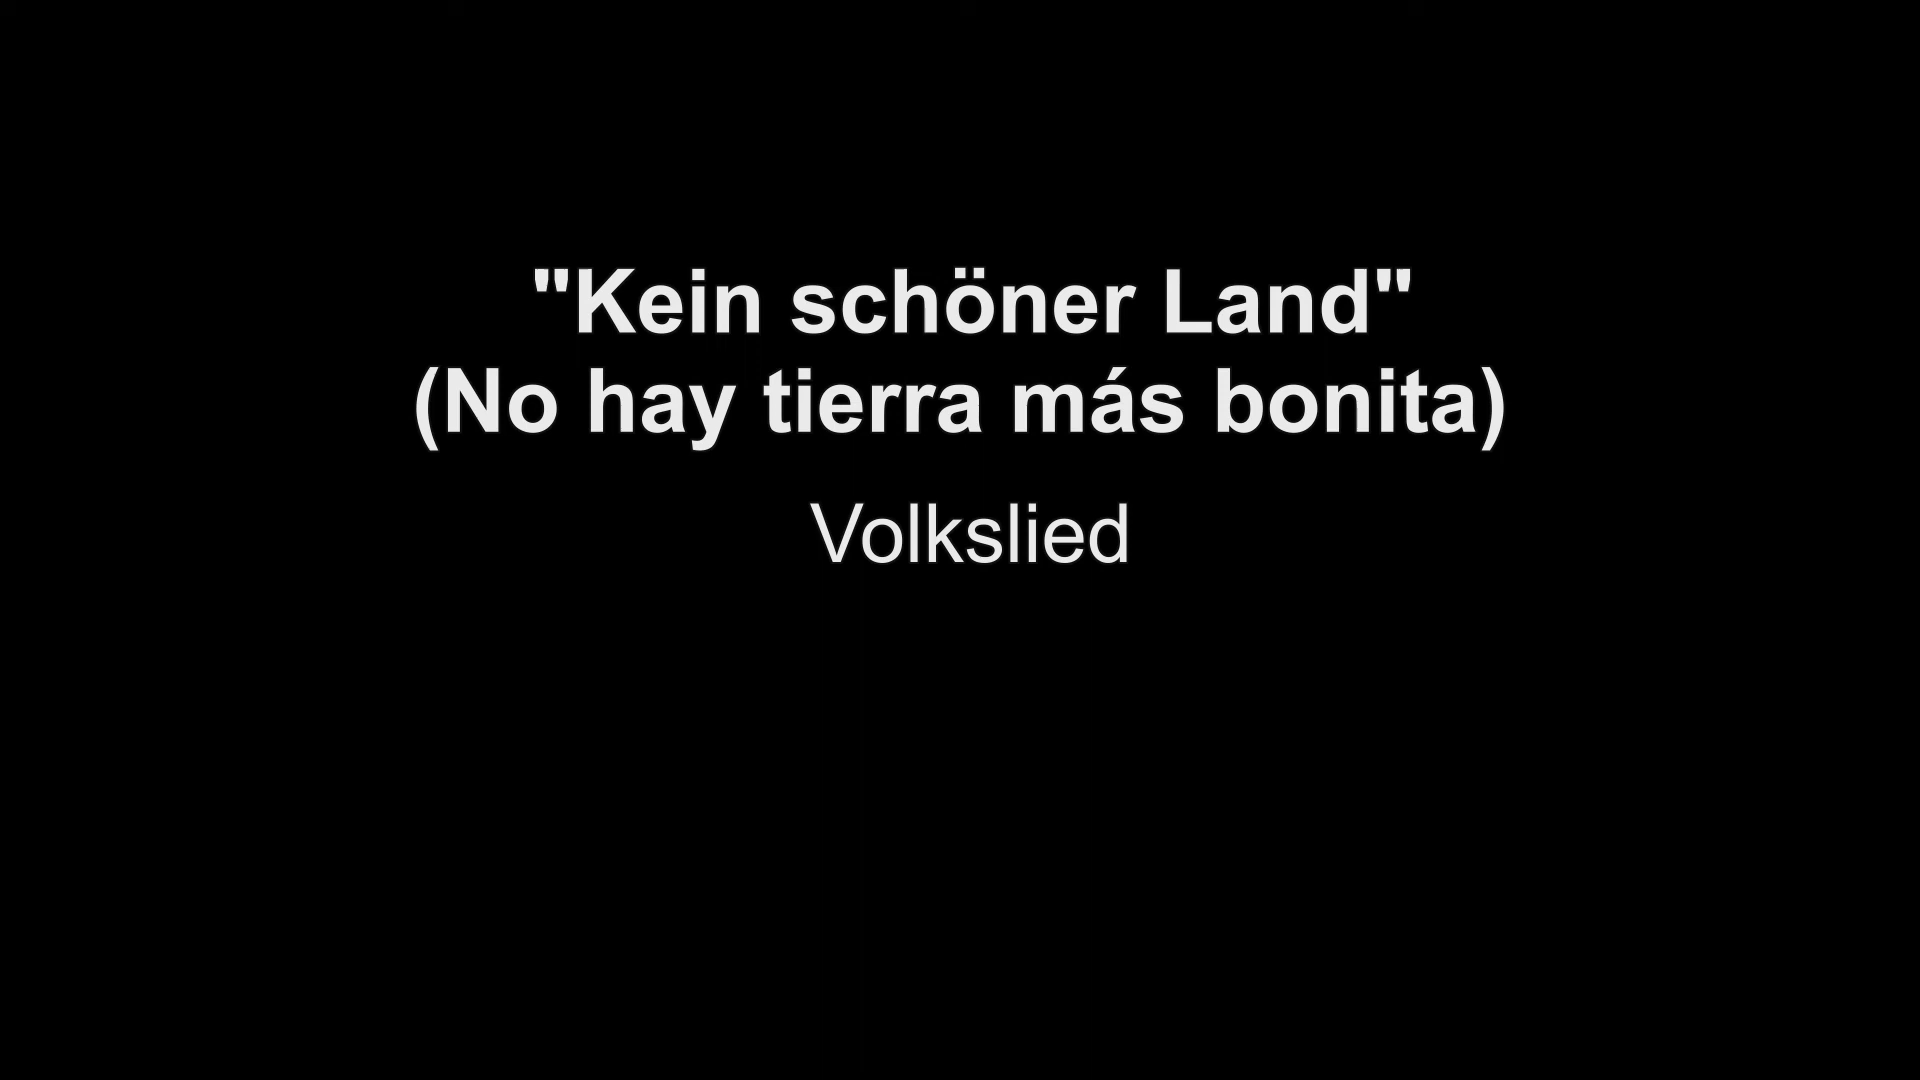 "Kein schöner Land"
(No hay tierra más bonita)
Volkslied